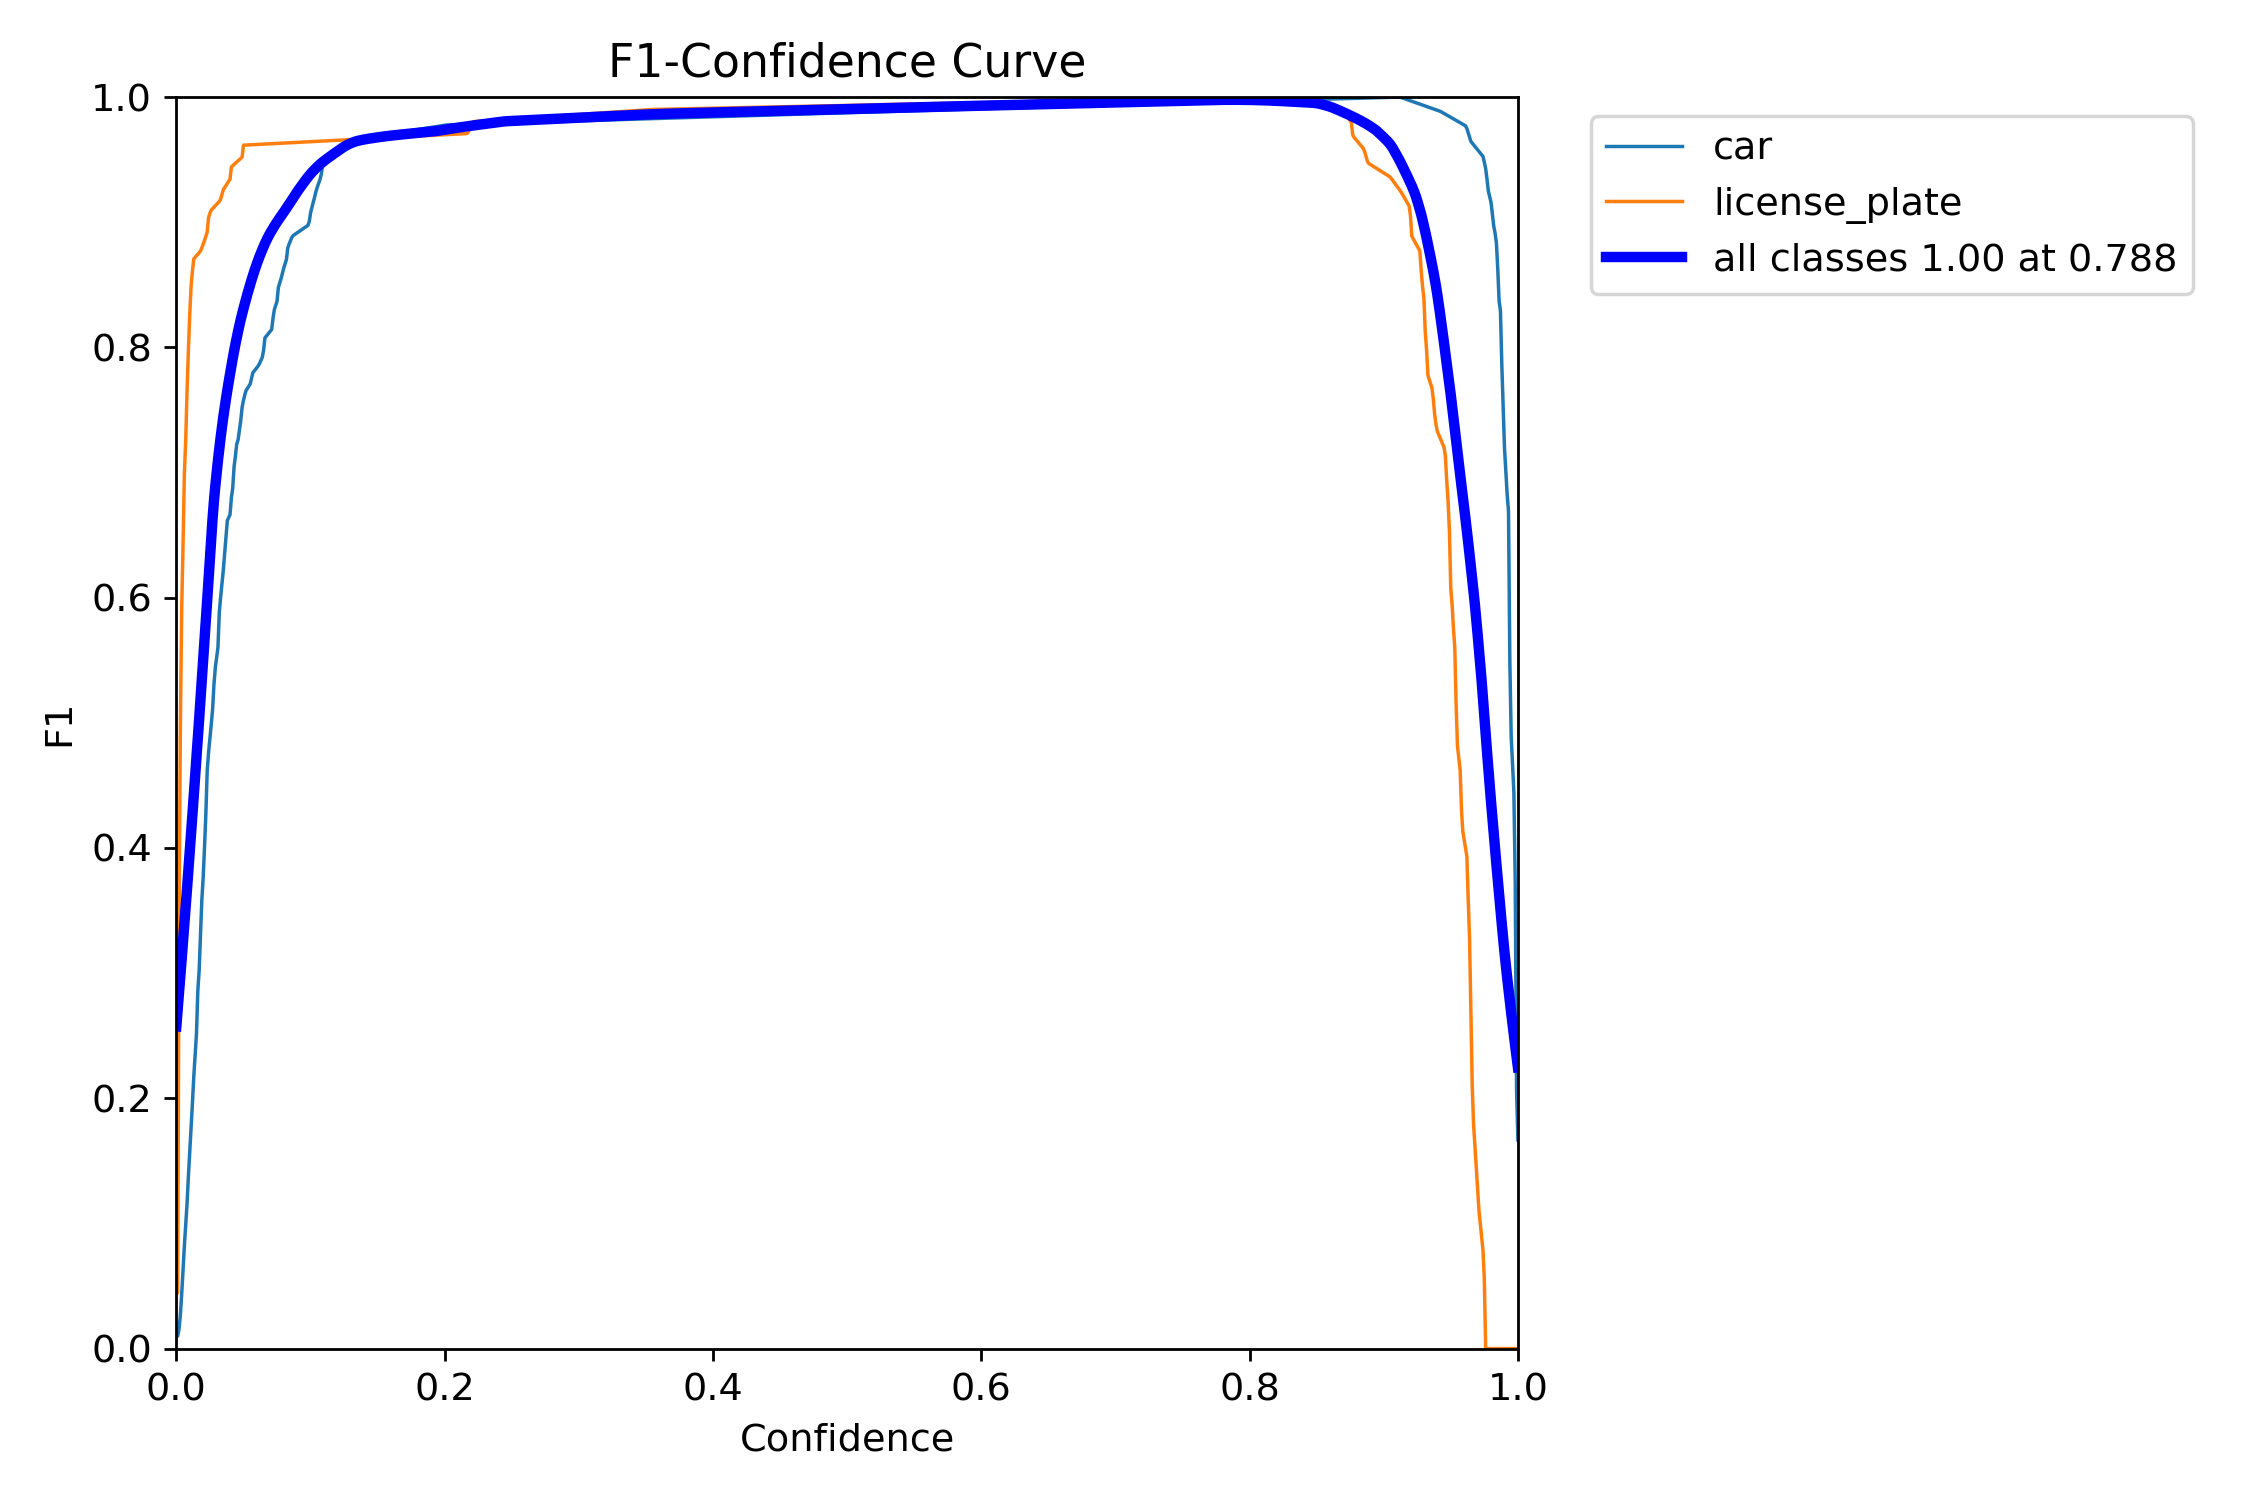 F1-Confidence Curve
1.0
0.8
0.6
0.4
0.2
0.0
F1
0.0 0.2 0.4 0.6 0.8 1.0
Confidence
car
license_plate
all classes 1.00 at 0.788